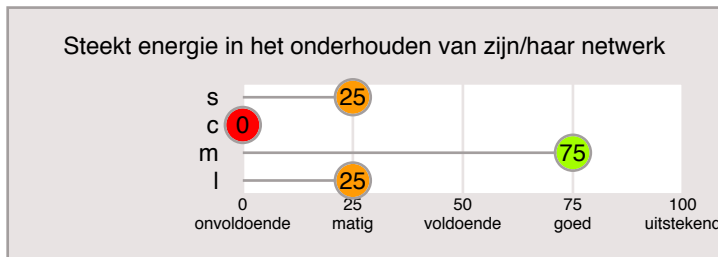 Steekt energie in het onderhouden van zijn/haar netwerk
s 25
c 0
m 75
l 25
0 25 50 75 100
onvoldoende matig voldoende goed uitstekend